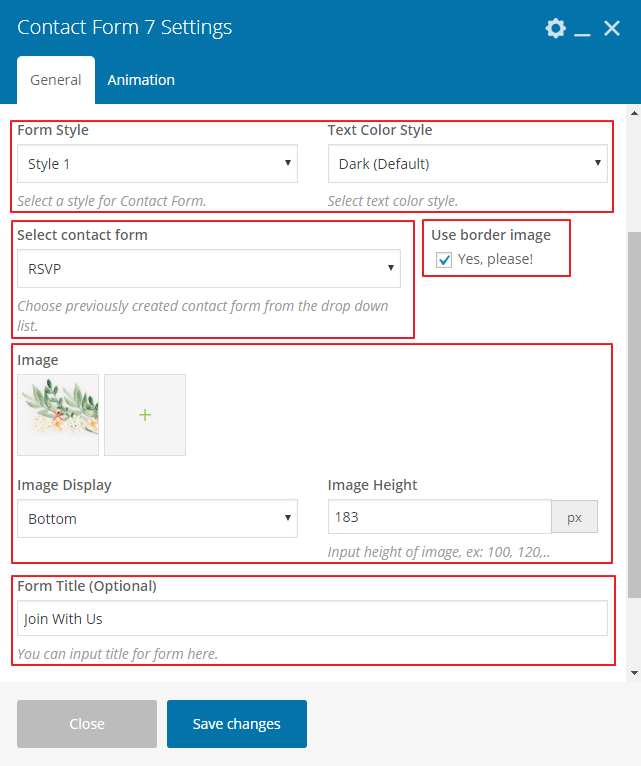 Contact Form 7 Settings
General
Animation
Form Style
Text Color Style
Style 1
Dark (Default)
Select a style for Contact Form.
Select text color style.
Select contact form
Use border image
RSVP
Yes, please!
Choose previously created contact form from the drop down
list.
Image
+
Image Display
Image Height
Bottom
183
px
Input height of image, ex: 100, 120,..
Form Title (Optional)
Join With Us
You can input title for form here.
Close
Save changes